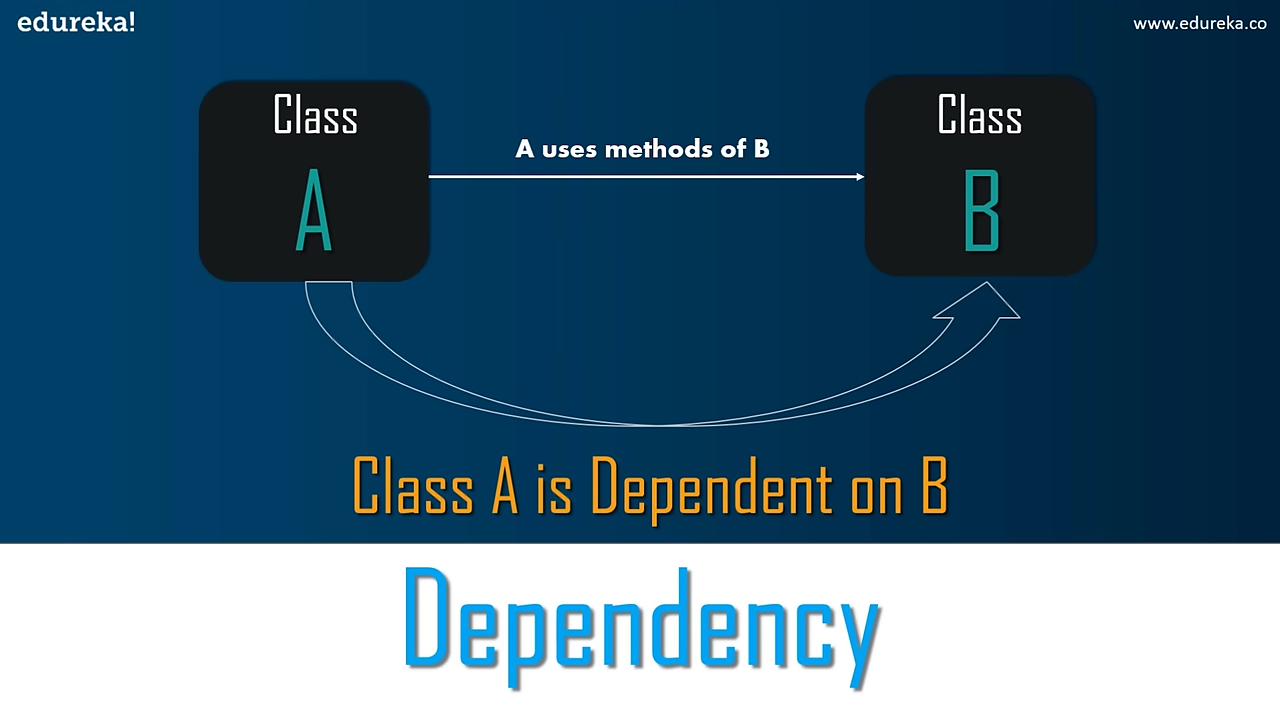 edureka!
www.edureka.co
Class
A
A uses methods of B
Class
B
Class A is Dependent on B
Dependency